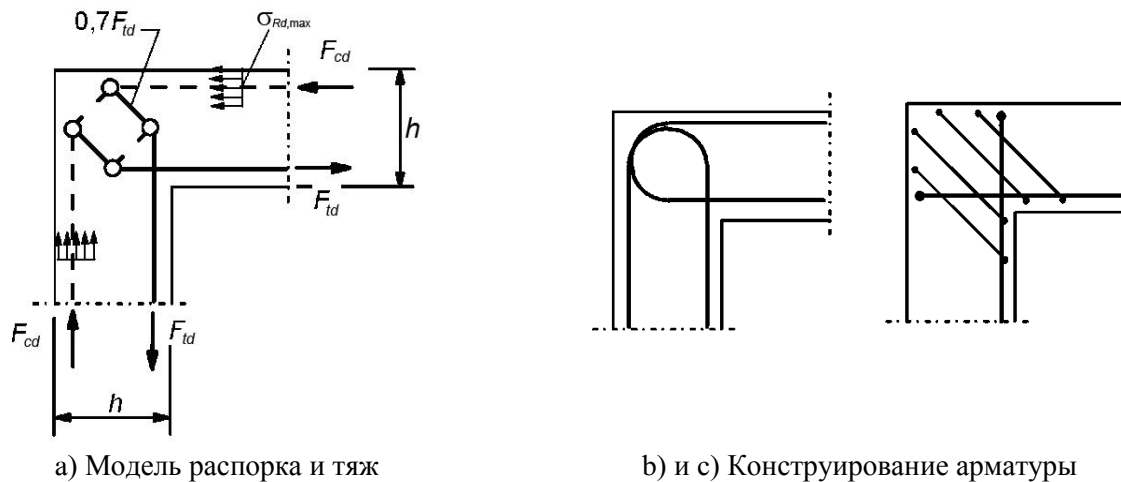 0,7F_td
σ_Rd,max
F_cd
h
F_td
F_cd
F_td
h
a) Модель распорка и тяж
b) и c) Конструирование арматуры